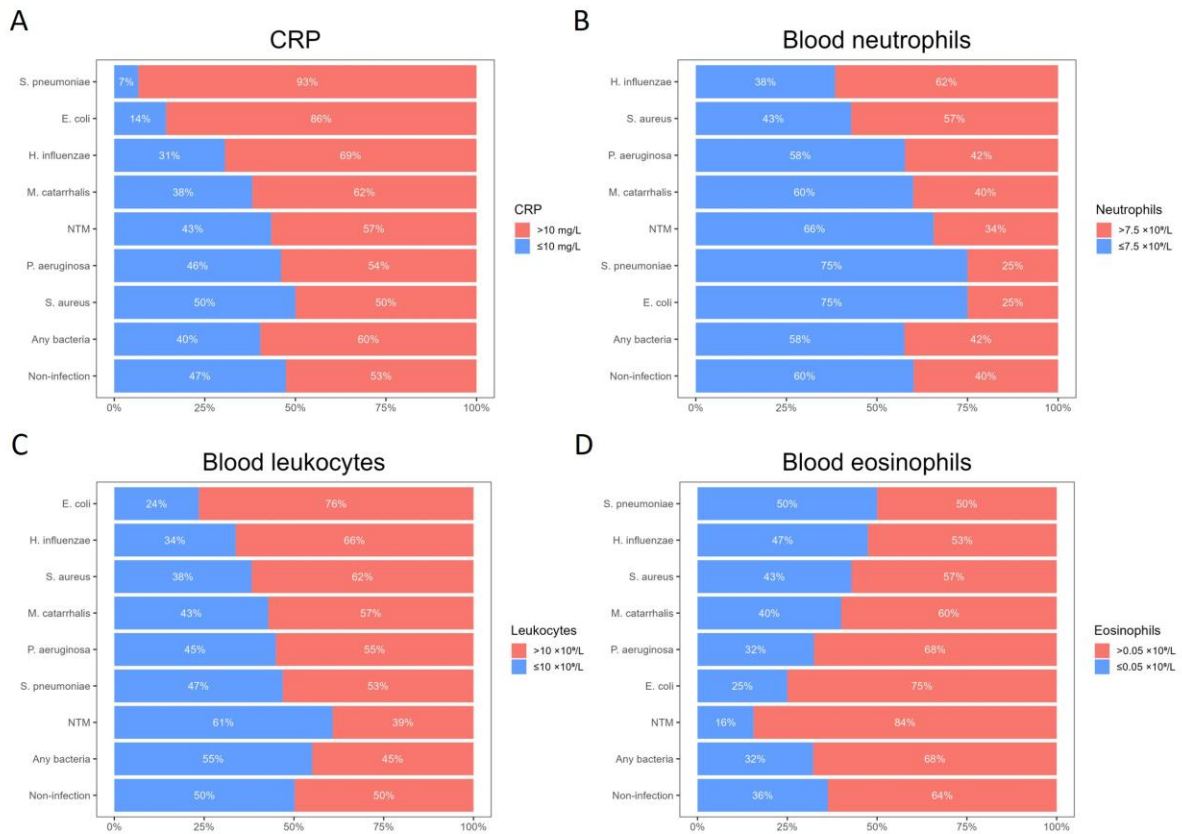 A
CRP
S. pneumoniae 7% 93%
E. coli 14% 86%
H. influenzae 31% 69%
M. catarrhalis 38% 62%
NTM 43% 57%
P. aeruginosa 46% 54%
S. aureus 50% 50%
Any bacteria 40% 60%
Non-infection 47% 53%
0% 25% 50% 75% 100%
CRP
>10 mg/L
≤10 mg/L
B
Blood neutrophils
H. influenzae 38% 62%
S. aureus 43% 57%
P. aeruginosa 58% 42%
M. catarrhalis 60% 40%
NTM 66% 34%
S. pneumoniae 75% 25%
E. coli 75% 25%
Any bacteria 58% 42%
Non-infection 60% 40%
0% 25% 50% 75% 100%
Neutrophils
>7.5 ×10⁹/L
≤7.5 ×10⁹/L
C
Blood leukocytes
E. coli 24% 76%
H. influenzae 34% 66%
S. aureus 38% 62%
M. catarrhalis 43% 57%
P. aeruginosa 45% 55%
S. pneumoniae 47% 53%
NTM 61% 39%
Any bacteria 55% 45%
Non-infection 50% 50%
0% 25% 50% 75% 100%
Leukocytes
>10 ×10⁹/L
≤10 ×10⁹/L
D
Blood eosinophils
S. pneumoniae 50% 50%
H. influenzae 47% 53%
S. aureus 43% 57%
M. catarrhalis 40% 60%
P. aeruginosa 32% 68%
E. coli 25% 75%
NTM 16% 84%
Any bacteria 32% 68%
Non-infection 36% 64%
0% 25% 50% 75% 100%
Eosinophils
>0.05 ×10⁹/L
≤0.05 ×10⁹/L